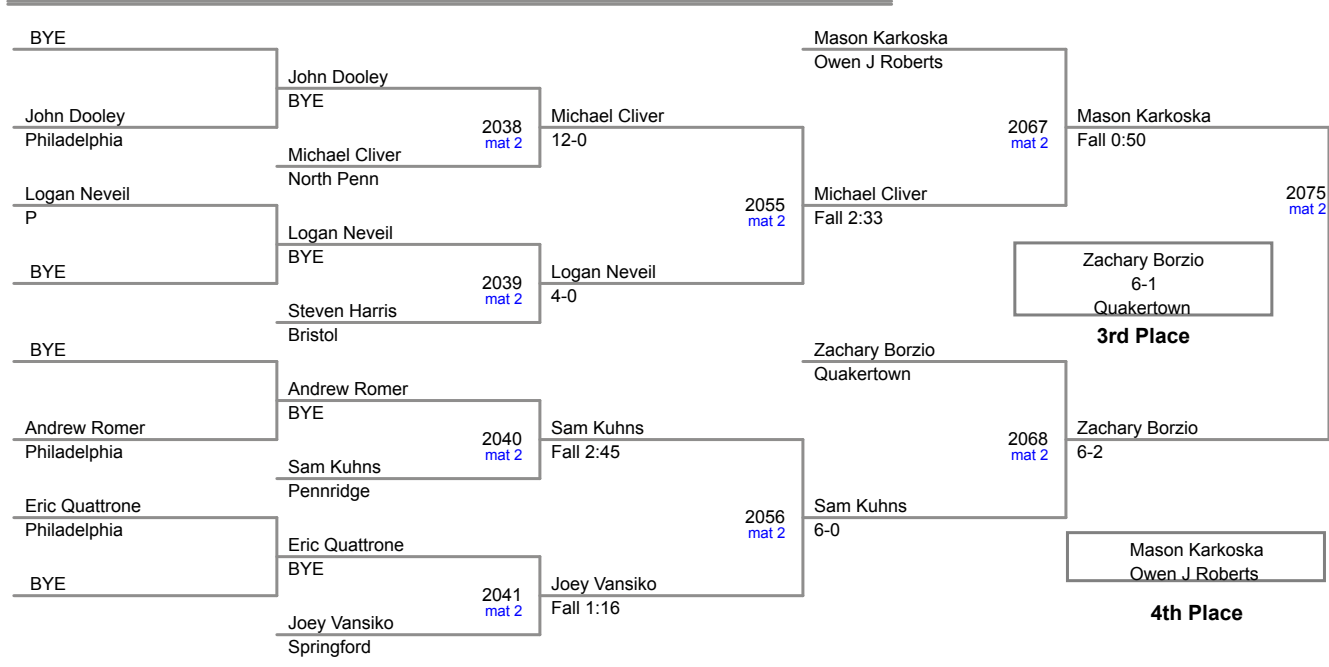 BYE
John Dooley
Philadelphia
Logan Neveil
P
BYE
BYE
Andrew Romer
Philadelphia
Eric Quattrone
Philadelphia
BYE
John Dooley
BYE
2038
mat 2
Michael Cliver
North Penn
Logan Neveil
BYE
2039
mat 2
Steven Harris
Bristol
Andrew Romer
BYE
2040
mat 2
Sam Kuhns
Pennridge
Eric Quattrone
BYE
2041
mat 2
Joey Vansiko
Springford
Michael Cliver
12-0
2055
mat 2
Logan Neveil
4-0
Sam Kuhns
Fall 2:45
2056
mat 2
Joey Vansiko
Fall 1:16
Mason Karkoska
Owen J Roberts
2067
mat 2
Michael Cliver
Fall 2:33
Zachary Borzio
Quakertown
2068
mat 2
Sam Kuhns
6-0
Mason Karkoska
Fall 0:50
2075
mat 2
Zachary Borzio
6-2
Zachary Borzio
6-1
Quakertown
3rd Place
Mason Karkoska
Owen J Roberts
4th Place